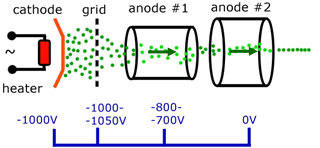 cathode grid anode #1 anode #2
~
heater
-1000V -1000- -800- 0V
-1050V -700V